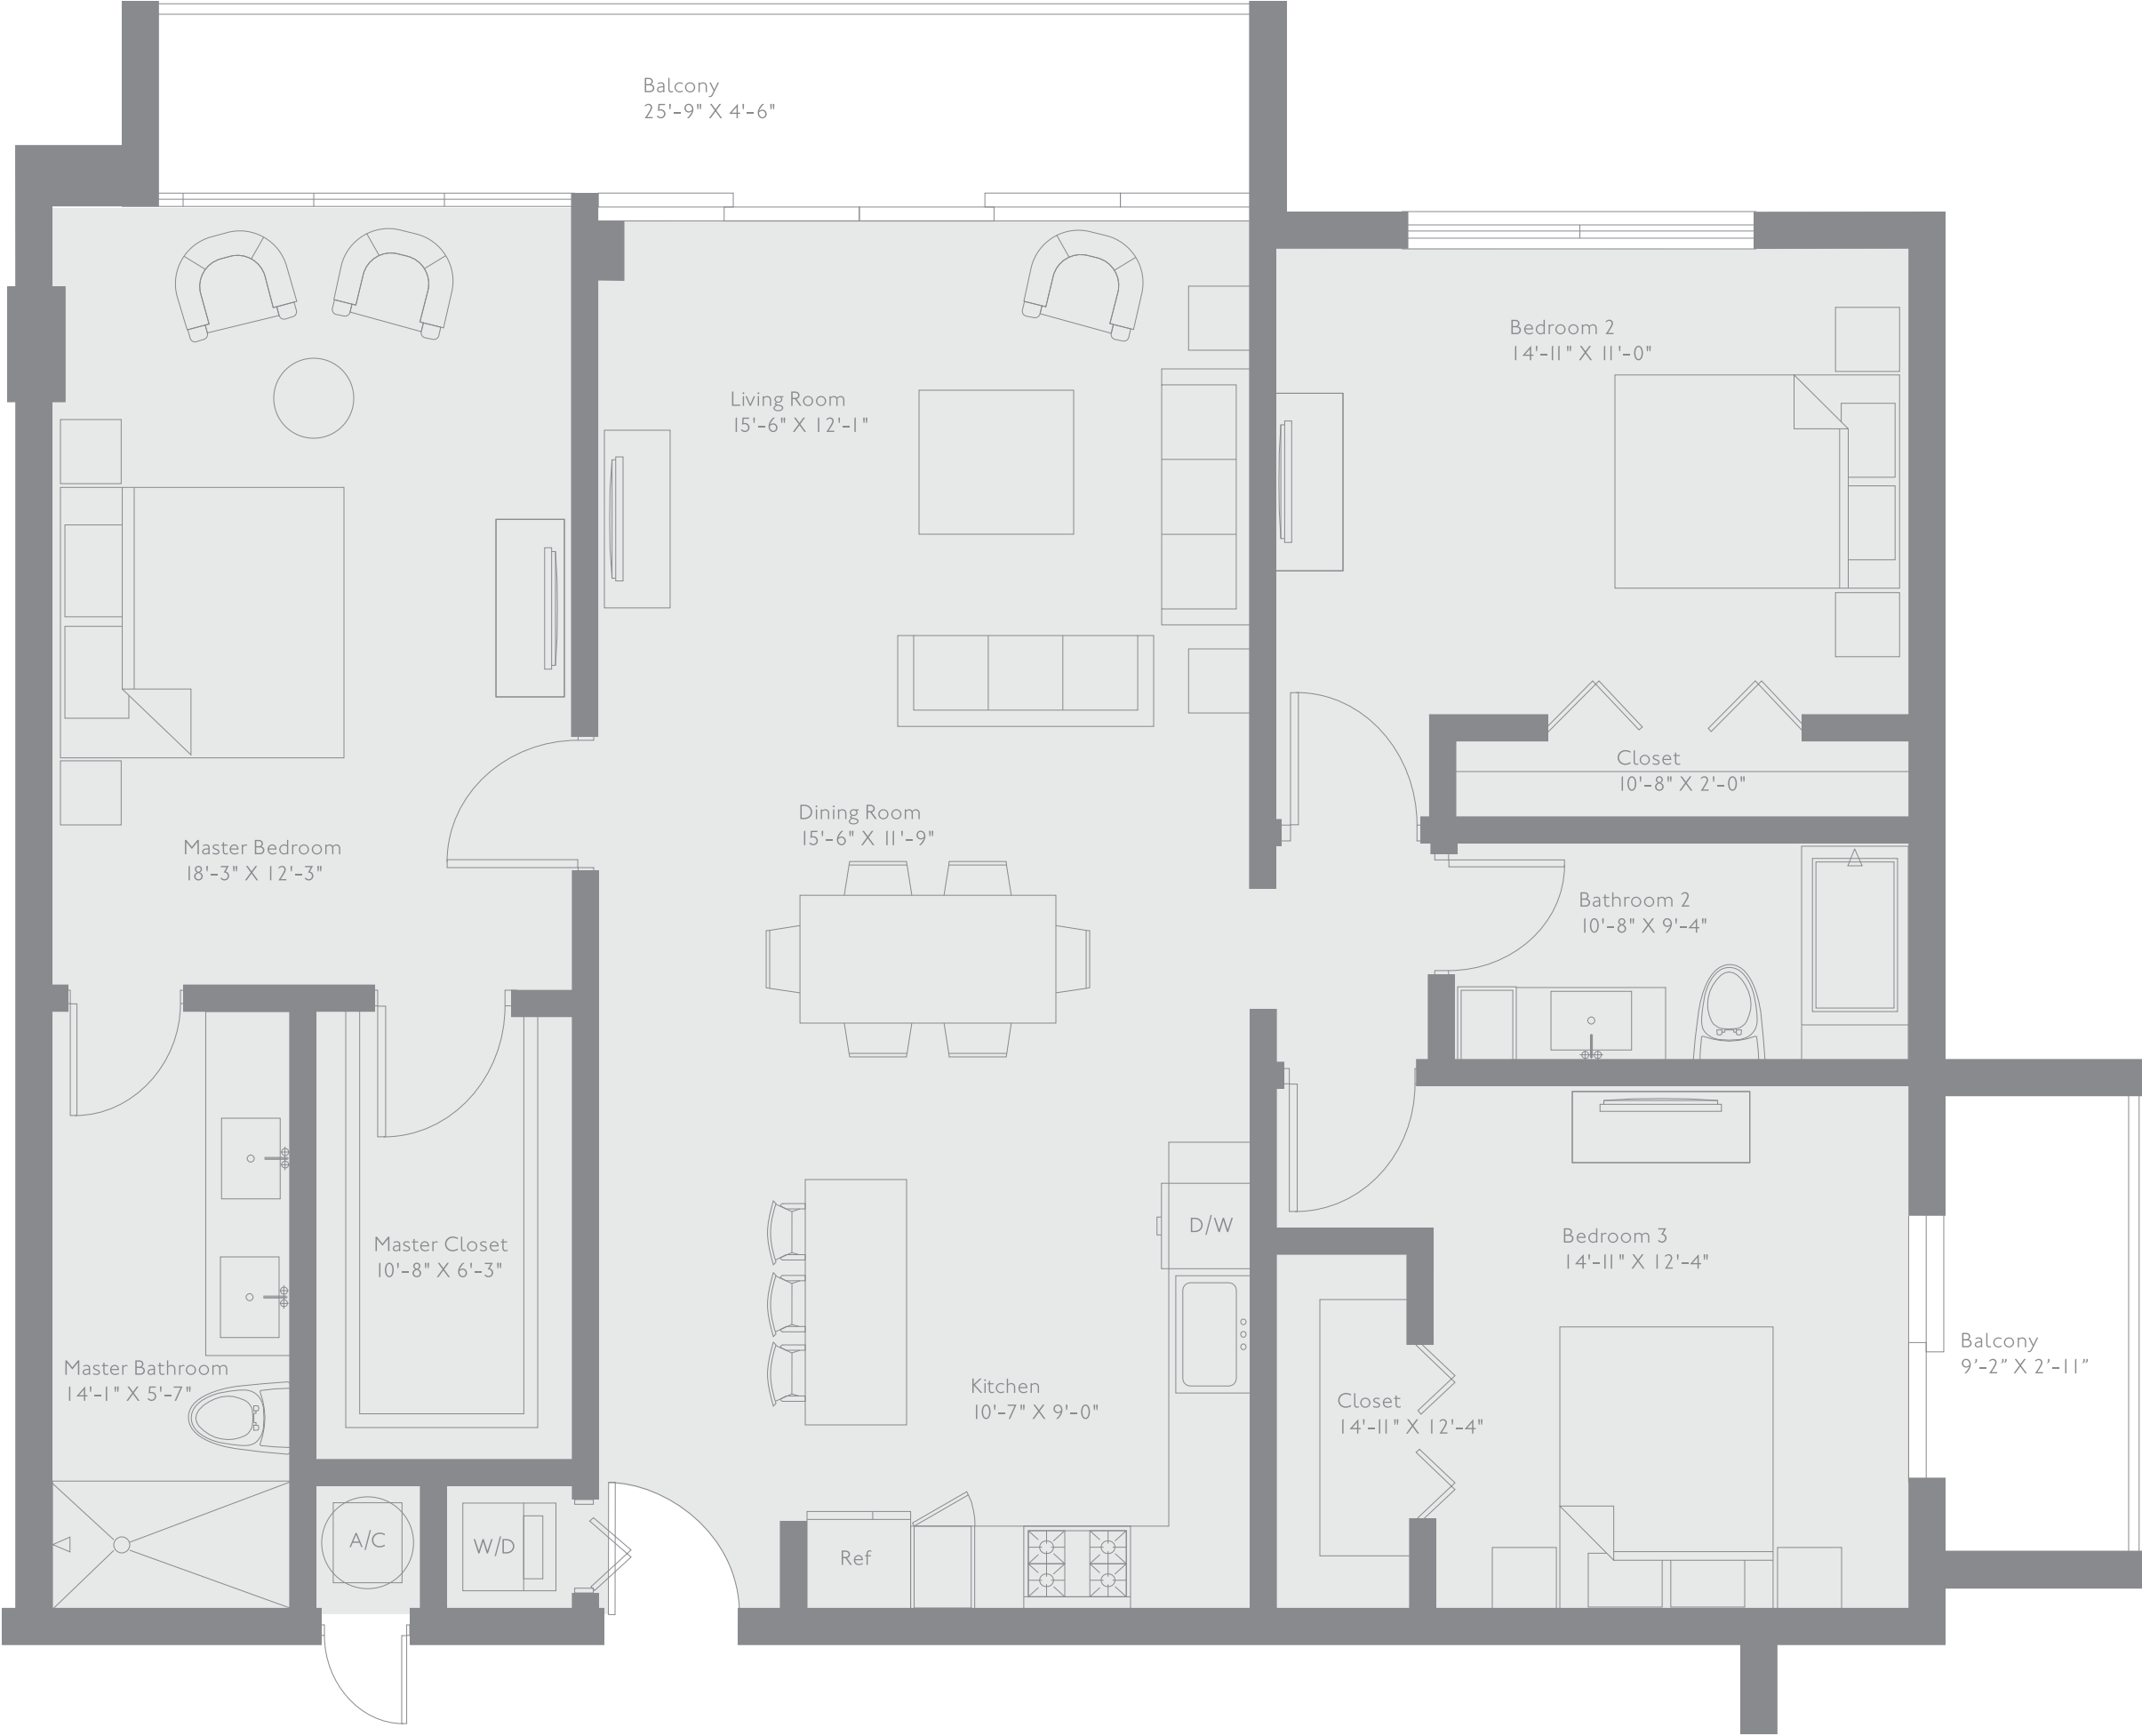 Balcony
25'-9" X 4'-6"
Bedroom 2
14'-11" X 11'-0"
Living Room
15'-6" X 12'-1"
Closet
10'-8" X 2'-0"
Dining Room
15'-6" X 11'-9"
Master Bedroom
18'-3" X 12'-3"
Bathroom 2
10'-8" X 9'-4"
D/W
Master Closet
10'-8" X 6'-3"
Bedroom 3
14'-11" X 12'-4"
Balcony
9’-2” X 2’-11”
Master Bathroom
14'-1" X 5'-7"
Kitchen
10'-7" X 9'-0"
Closet
14'-11" X 12'-4"
A/C
W/D
Ref